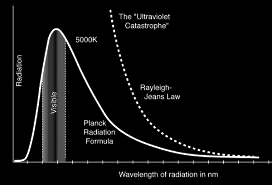 The "Ultraviolet
Catastrophe"
5000K
Radiation
Visible
Rayleigh-
Jeans Law
Planck
Radiation
Formula
Wavelength of radiation in nm